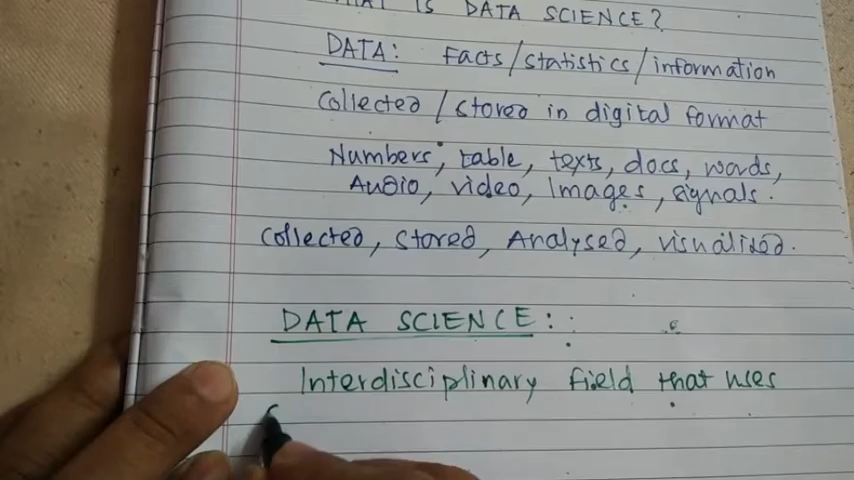 IS DATA SCIENCE?
DATA: Facts/statistics/information
collected/stored in digital format
Numbers, table, texts, docs, words,
Audio, video, Images, signals.
collected, stored, Analysed, visualized.
DATA SCIENCE:
Interdisciplinary field that uses